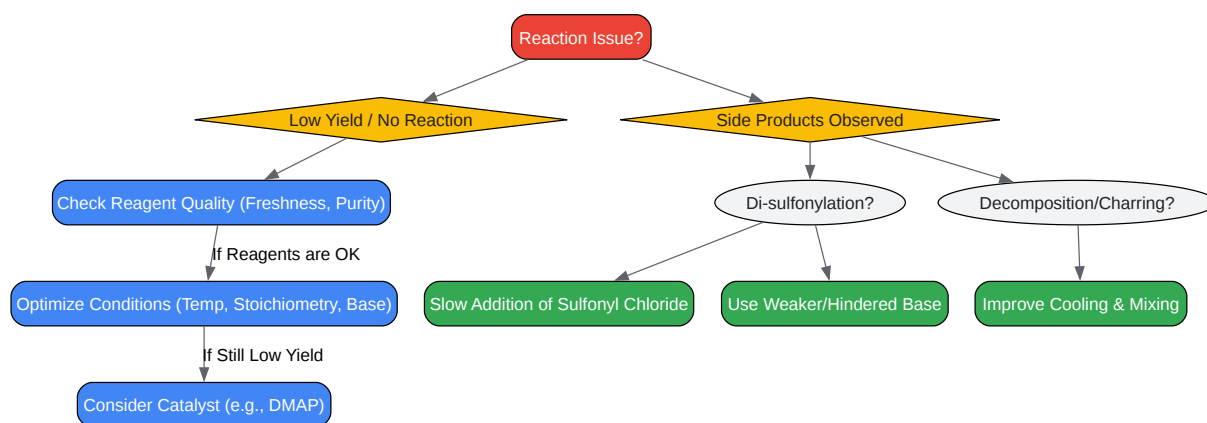 Reaction Issue?
Low Yield / No Reaction
Side Products Observed
Check Reagent Quality (Freshness, Purity)
Di-sulfonylation?
Decomposition/Charring?
If Reagents are OK
Optimize Conditions (Temp, Stoichiometry, Base)
Slow Addition of Sulfonyl Chloride
Use Weaker/Hindered Base
Improve Cooling & Mixing
If Still Low Yield
Consider Catalyst (e.g., DMAP)